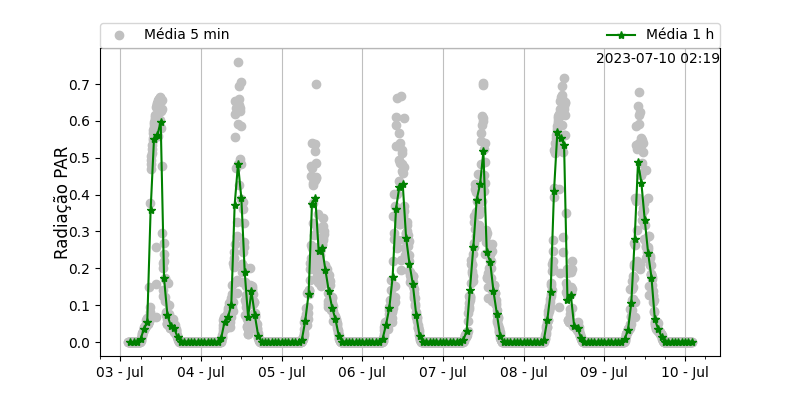 Média 5 min
Média 1 h
2023-07-10 02:19
Radiação PAR
0.7
0.6
0.5
0.4
0.3
0.2
0.1
0.0
03 - Jul
04 - Jul
05 - Jul
06 - Jul
07 - Jul
08 - Jul
09 - Jul
10 - Jul